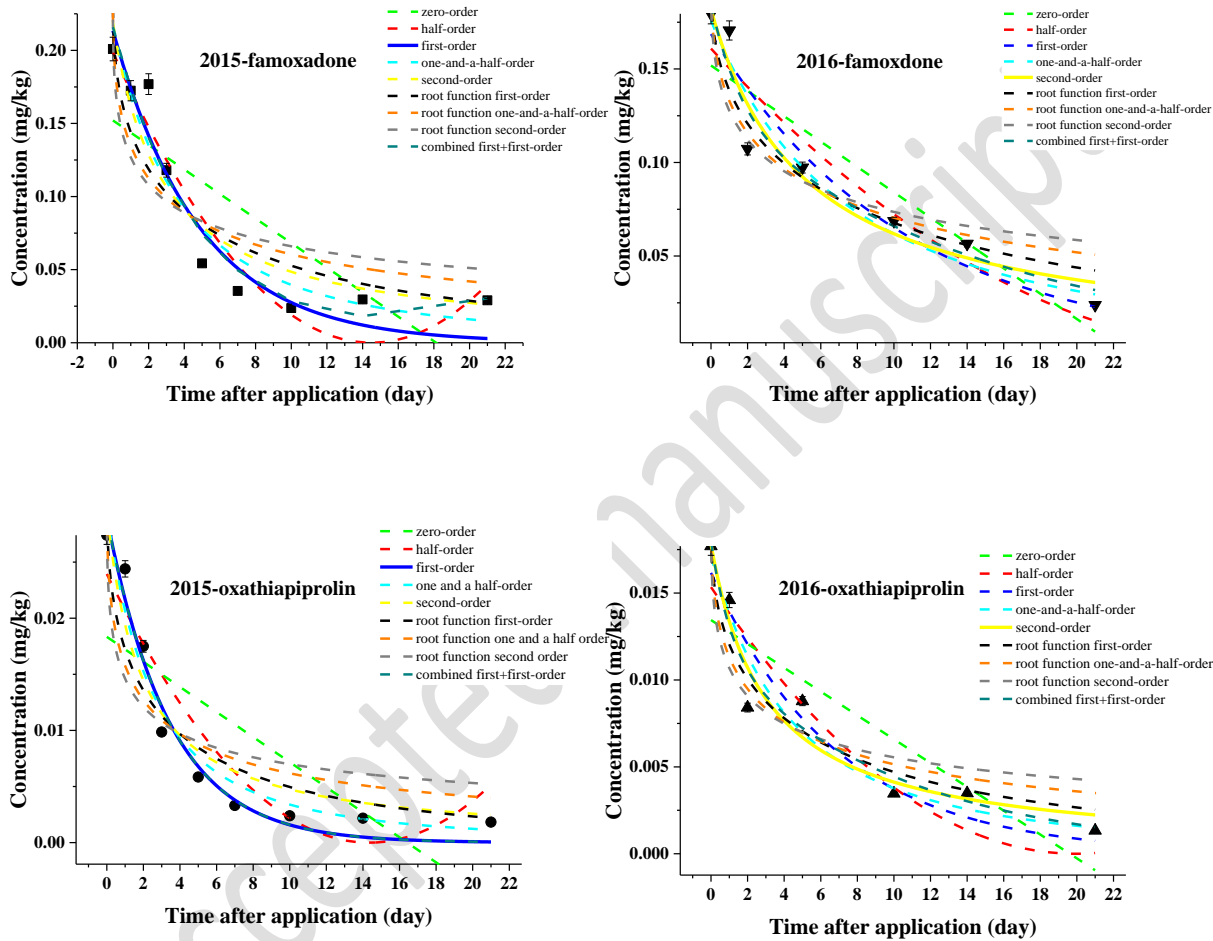 zero-order
half-order
first-order
one-and-a-half-order
second-order
root function first-order
root function one-and-a-half-order
root function second-order
combined first+first-order
2015-famoxadone
Concentration (mg/kg)
0.20
0.15
0.10
0.05
0.00
-2 0 2 4 6 8 10 12 14 16 18 20 22
Time after application (day)
zero-order
half-order
first-order
one-and-a-half-order
second-order
root function first-order
root function one-and-a-half-order
root function second-order
combined first+first-order
2016-famoxdone
Concentration (mg/kg)
0.15
0.10
0.05
0 2 4 6 8 10 12 14 16 18 20 22
Time after application (day)
zero-order
half-order
first-order
one and a half-order
second-order
root function first-order
root function one and a half order
root function second order
combined first+first-order
2015-oxathiapiprolin
Concentration (mg/kg)
0.02
0.01
0.00
0 2 4 6 8 10 12 14 16 18 20 22
Time after application (day)
zero-order
half-order
first-order
one-and-a-half-order
second-order
root function first-order
root function one-and-a-half-order
root function second-order
combined first+first-order
2016-oxathiapiprolin
Concentration (mg/kg)
0.015
0.010
0.005
0.000
0 2 4 6 8 10 12 14 16 18 20 22
Time after application (day)